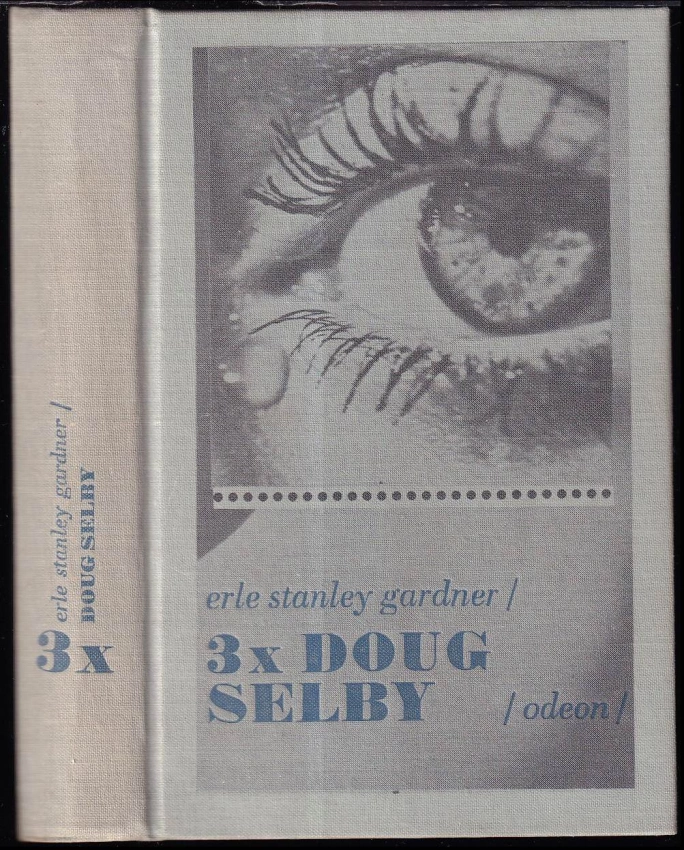 erle stanley gardner /
DOUG SELBY
3x
erle stanley gardner /
3x DOUG
SELBY
/ odeon /